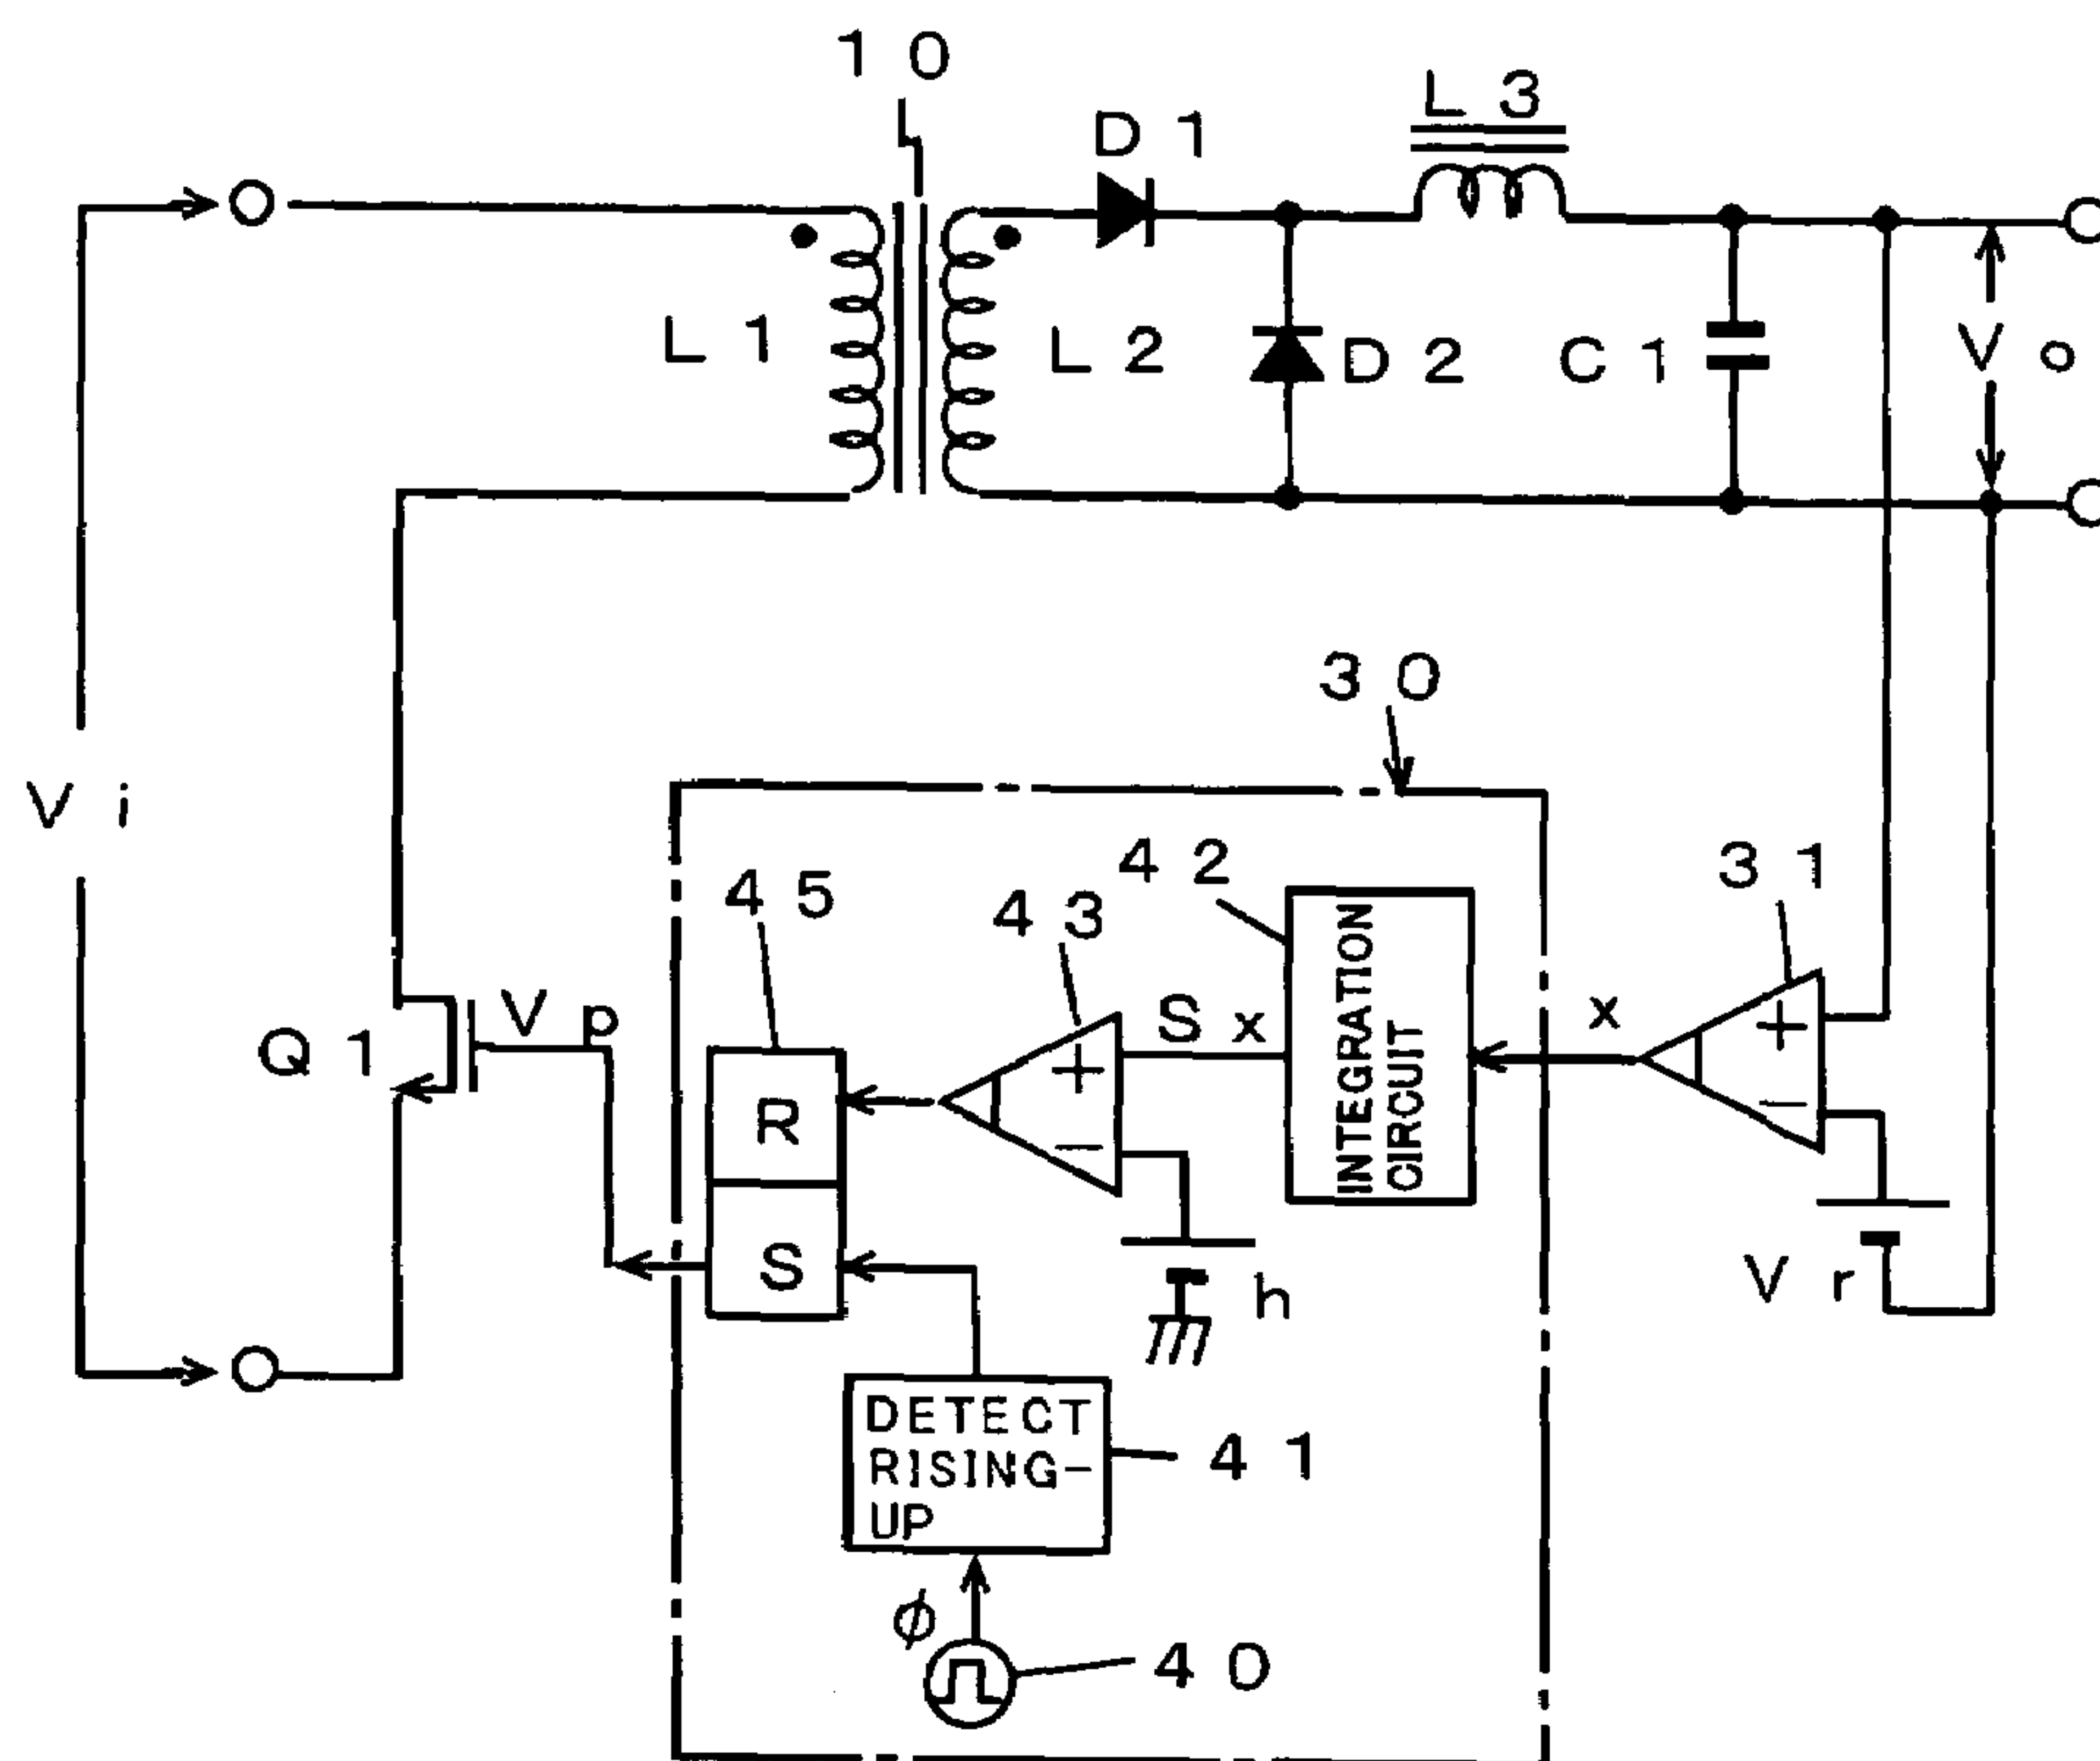 10
L3
D1
L1
L2
D2
C1
Vo
30
Vi
42
31
45
43
INTEGRATION
CIRCUIT
Sx
x
Vp
Q1
+
+
R
−
−
S
h
Vr
DETECT
RISING-
UP
41
φ
40